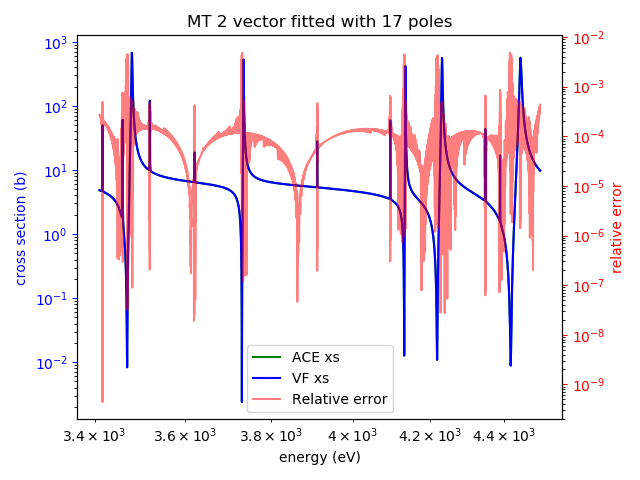 MT 2 vector fitted with 17 poles
cross section (b)
10³
10²
10¹
10⁰
10⁻¹
10⁻²
10⁻²
10⁻³
10⁻⁴
10⁻⁵
10⁻⁶
10⁻⁷
10⁻⁸
10⁻⁹
relative error
ACE xs
VF xs
Relative error
3.4 × 10³ 3.6 × 10³ 3.8 × 10³ 4 × 10³ 4.2 × 10³ 4.4 × 10³
energy (eV)